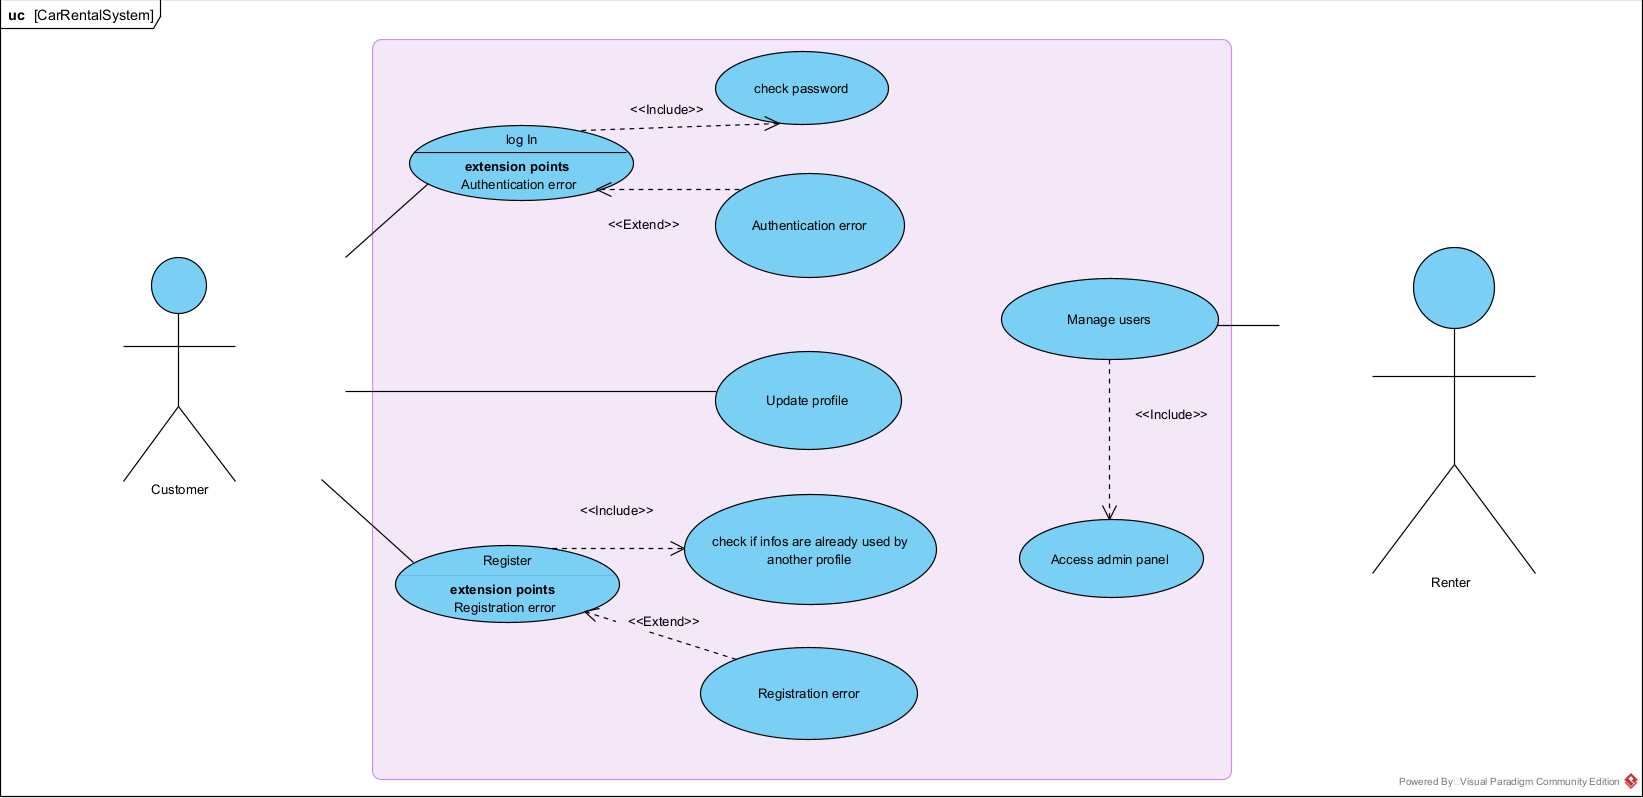 uc [CarRentalSystem]
check password
<<Include>>
log In
extension points
Authentication error
<<Extend>>
Authentication error
Manage users
<<Include>>
Update profile
Customer
<<Include>>
check if infos are already used by
another profile
Access admin panel
Register
extension points
Registration error
Renter
<<Extend>>
Registration error
Powered By Visual Paradigm Community Edition